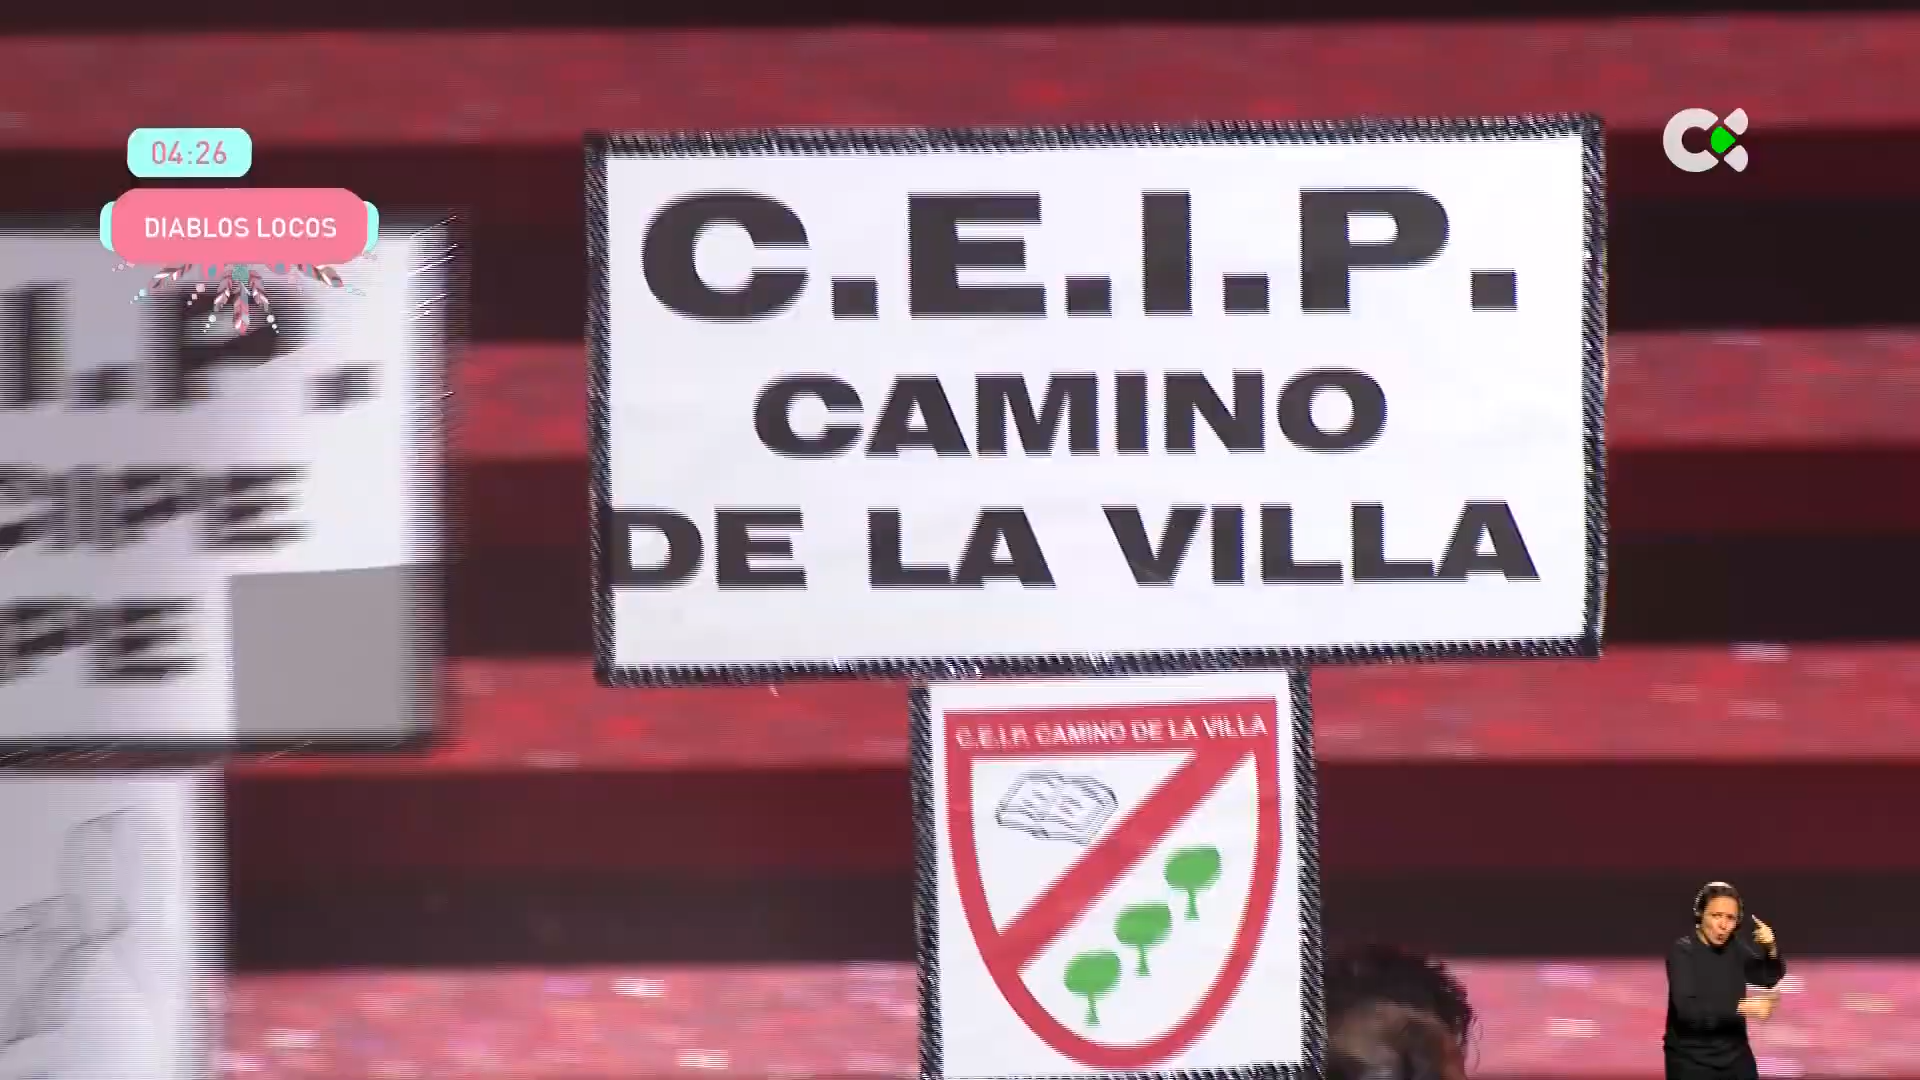 04:26
DIABLOS LOCOS
C.E.I.P.
CAMINO
DE LA VILLA
C.E.I.P. CAMINO DE LA VILLA